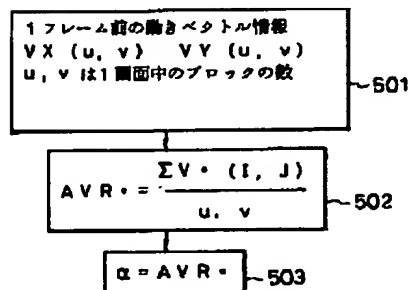 1フレーム前の動きベクトル情報
VX (u, v) VY (u, v)
u, vは1画面中のブロックの数
501
AVR* = ΣV* (I, J)
u. v
502
α = AVR*
503